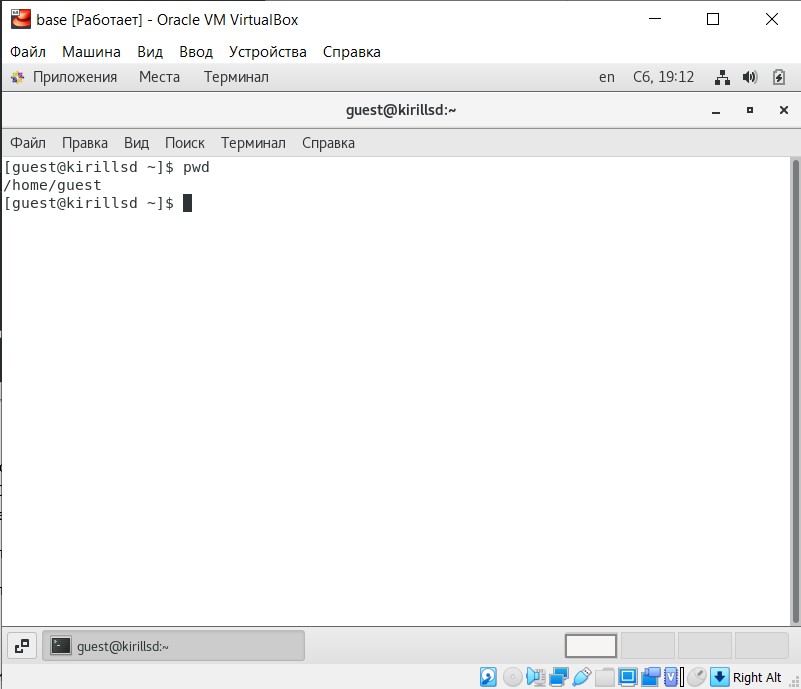 base [Работает] - Oracle VM VirtualBox
Файл Машина Вид Ввод Устройства Справка
Приложения Места Терминал en Сб, 19:12
guest@kirillsd:~
Файл Правка Вид Поиск Терминал Справка
[guest@kirillsd ~]$ pwd
/home/guest
[guest@kirillsd ~]$
guest@kirillsd:~
Right Alt